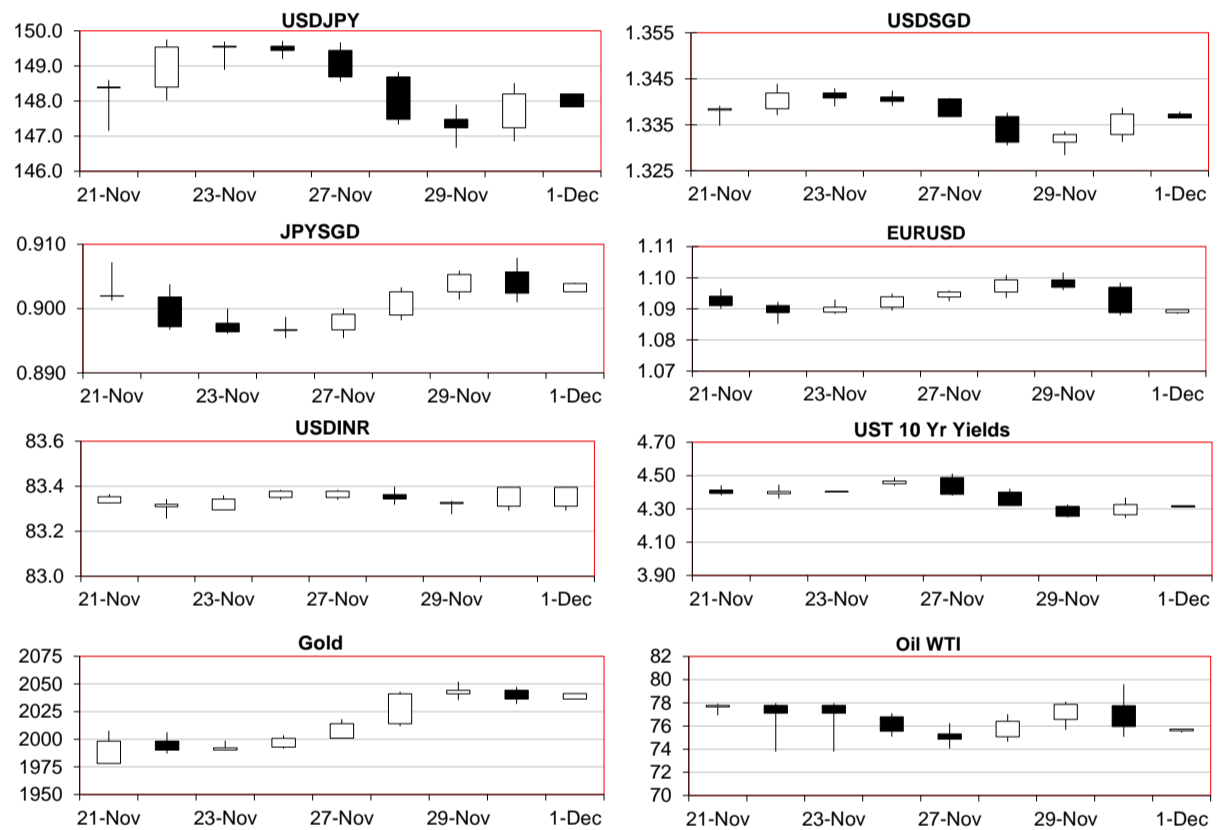 USDJPY
150.0
149.0
148.0
147.0
146.0
21-Nov 23-Nov 27-Nov 29-Nov 1-Dec
USDSGD
1.355
1.345
1.335
1.325
21-Nov 23-Nov 27-Nov 29-Nov 1-Dec
JPYSGD
0.910
0.900
0.890
21-Nov 23-Nov 27-Nov 29-Nov 1-Dec
EURUSD
1.11
1.10
1.09
1.08
1.07
21-Nov 23-Nov 27-Nov 29-Nov 1-Dec
USDINR
83.6
83.4
83.2
83.0
21-Nov 23-Nov 27-Nov 29-Nov 1-Dec
UST 10 Yr Yields
4.70
4.50
4.30
4.10
3.90
21-Nov 23-Nov 27-Nov 29-Nov 1-Dec
Gold
2075
2050
2025
2000
1975
1950
21-Nov 23-Nov 27-Nov 29-Nov 1-Dec
Oil WTI
82
80
78
76
74
72
70
21-Nov 23-Nov 27-Nov 29-Nov 1-Dec